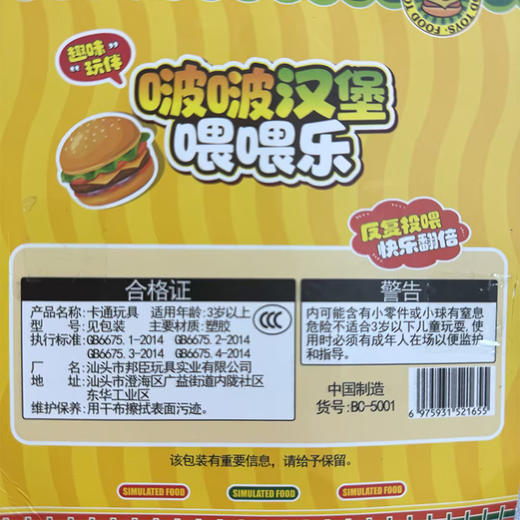 D TOYS · FOOD TO
趣味
玩伴
啵啵汉堡
喂喂乐
反复投喂
快乐翻倍
合格证
产品名称:卡通玩具 适用年龄:3岁以上
型 号:见包装 主要材质:塑胶
执行标准:GB6675.1-2014 GB6675.2-2014
GB6675.3-2014 GB6675.4-2014
厂 名:汕头市邦臣玩具实业有限公司
地 址:汕头市澄海区广益街道内陇社区
东华工业区
维护保养:用干布擦拭表面污迹。
CCC
警告
内可能含有小零件或小球有窒息
危险不适合3岁以下儿童玩耍,使
用时必须有成年人在场以便监护
和指导。
中国制造
货号:BC-5001
6 975931 521655
该包装有重要信息,请给予保留。
SIMULATED FOOD
SIMULATED FOOD
SIMULATED FOOD